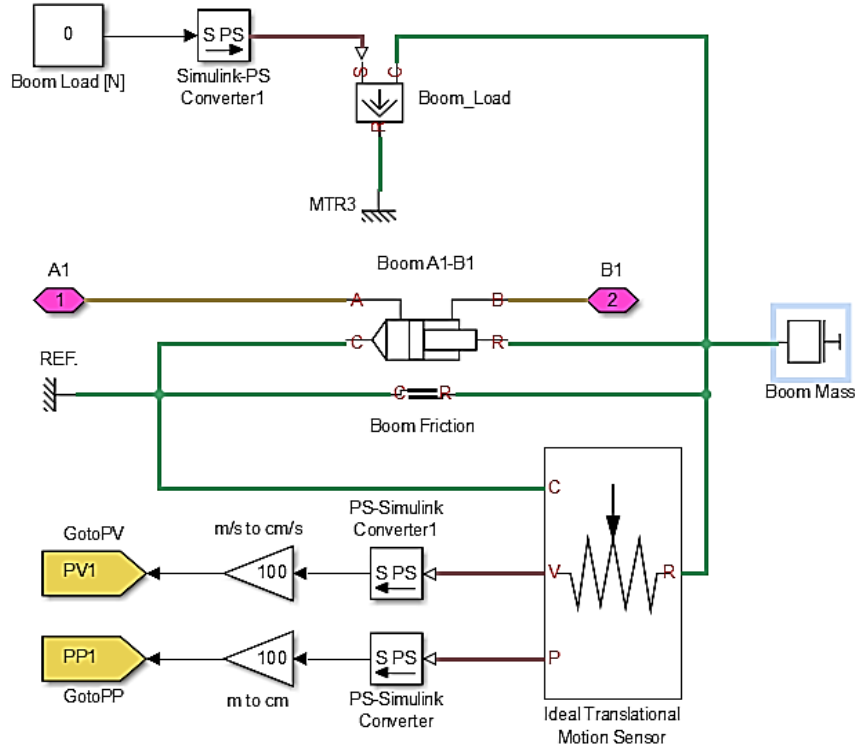 0
S PS
Boom Load [N]
Simulink-PS
Converter1
S
C
Boom_Load
R
MTR3
A1
Boom A1-B1
B1
1
A
B
2
C
R
REF.
C
R
Boom Mass
Boom Friction
C
PS-Simulink
Converter1
GotoPV
m/s to cm/s
PV1
100
S PS
V
R
PP1
100
S PS
P
GotoPP
m to cm
PS-Simulink
Converter
Ideal Translational
Motion Sensor